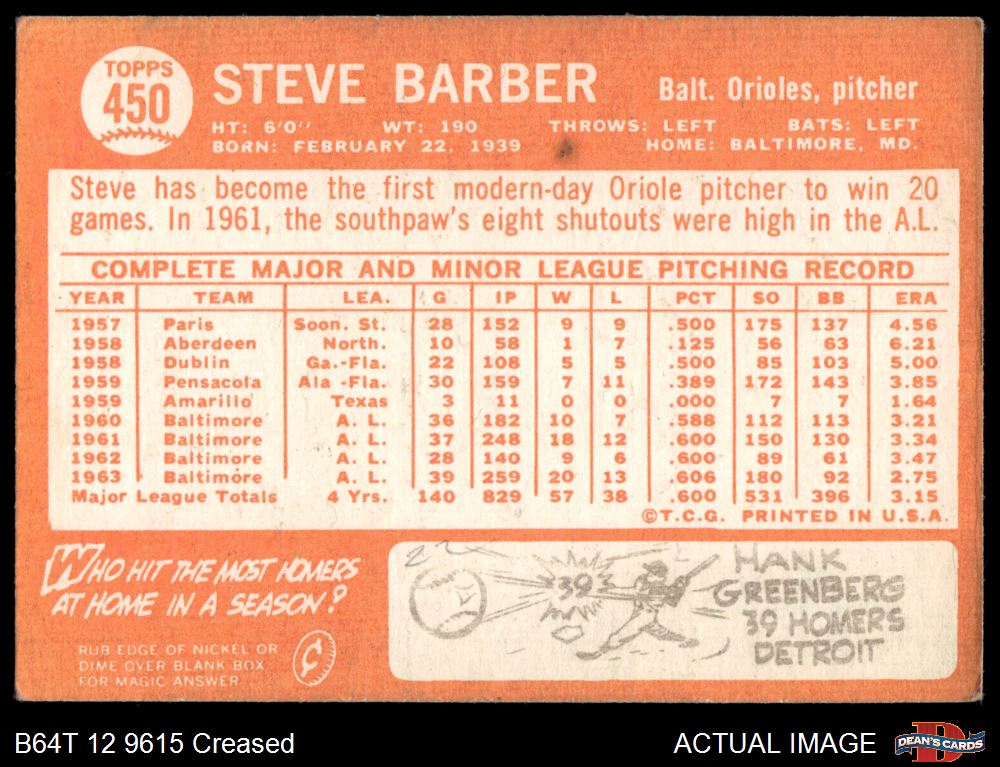 TOPPS
450
STEVE BARBER
Balt. Orioles, pitcher
HT: 6'0'' WT: 190 THROWS: LEFT BATS: LEFT
BORN: FEBRUARY 22, 1939 HOME: BALTIMORE, MD.
Steve has become the first modern-day Oriole pitcher to win 20
games. In 1961, the southpaw's eight shutouts were high in the A.L.
COMPLETE MAJOR AND MINOR LEAGUE PITCHING RECORD
YEAR TEAM LEA. G IP W L PCT SO BB ERA
1957 Paris Soon. St. 28 152 9 9 .500 175 137 4.56
1958 Aberdeen North. 10 58 1 7 .125 56 63 6.21
1958 Dublin Ga.-Fla. 22 108 5 5 .500 85 103 5.00
1959 Pensacola Ala -Fla. 30 159 7 11 .389 172 143 3.85
1959 Amarillo Texas 3 11 0 0 .000 7 7 1.64
1960 Baltimore A. L. 36 182 10 7 .588 112 113 3.21
1961 Baltimore A. L. 37 248 18 12 .600 150 130 3.34
1962 Baltimore A. L. 28 140 9 6 .600 89 61 3.47
1963 Baltimore A. L. 39 259 20 13 .606 180 92 2.75
Major League Totals 4 Yrs. 140 829 57 38 .600 531 396 3.15
©T.C.G. PRINTED IN U.S.A.
WHO HIT THE MOST HOMERS
AT HOME IN A SEASON?
RUB EDGE OF NICKEL OR
DIME OVER BLANK BOX
FOR MAGIC ANSWER
¢
22
39
HANK
GREENBERG
39 HOMERS
DETROIT
B64T 12 9615 Creased
ACTUAL IMAGE
D
DEAN'S CARDS